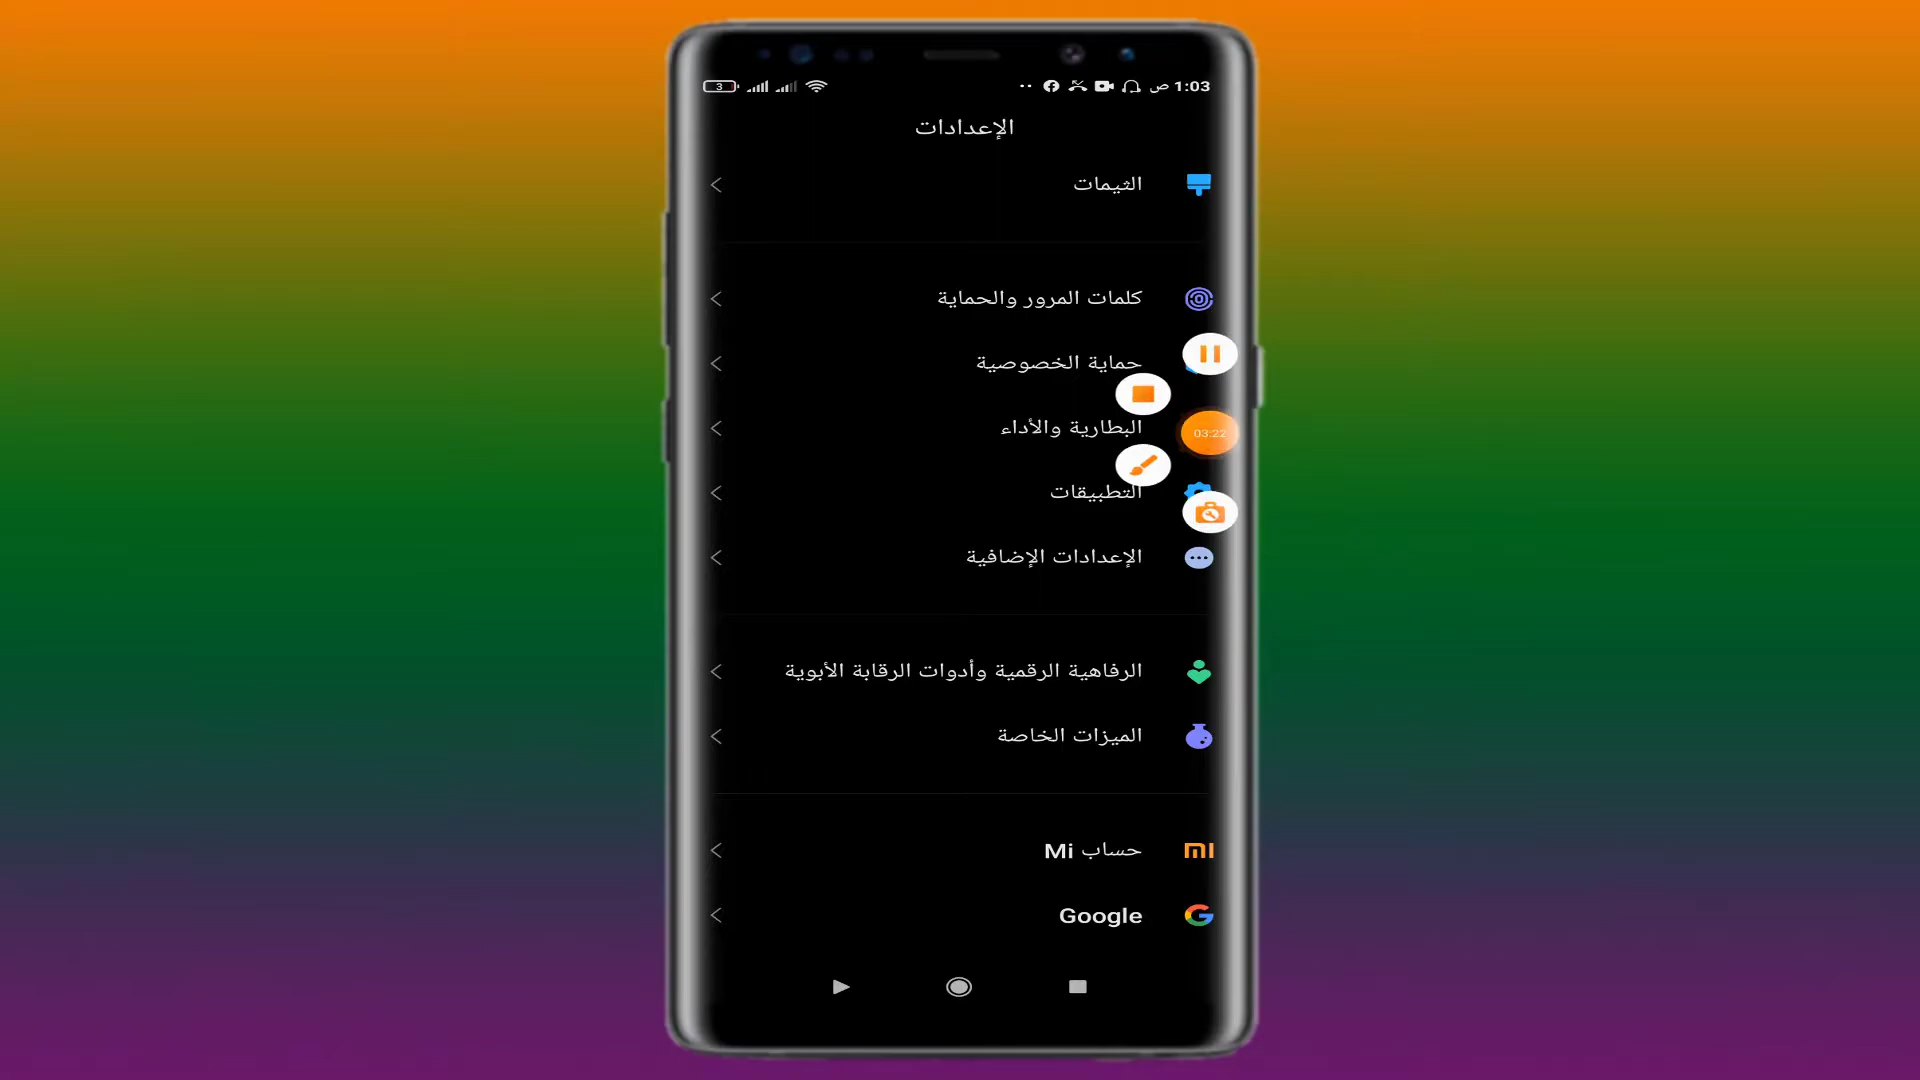 1:03 ص
3
الإعدادات
الثيمات
كلمات المرور والحماية
حماية الخصوصية
البطارية والأداء
03:22
التطبيقات
الإعدادات الإضافية
الرفاهية الرقمية وأدوات الرقابة الأبوية
الميزات الخاصة
حساب Mi
Google